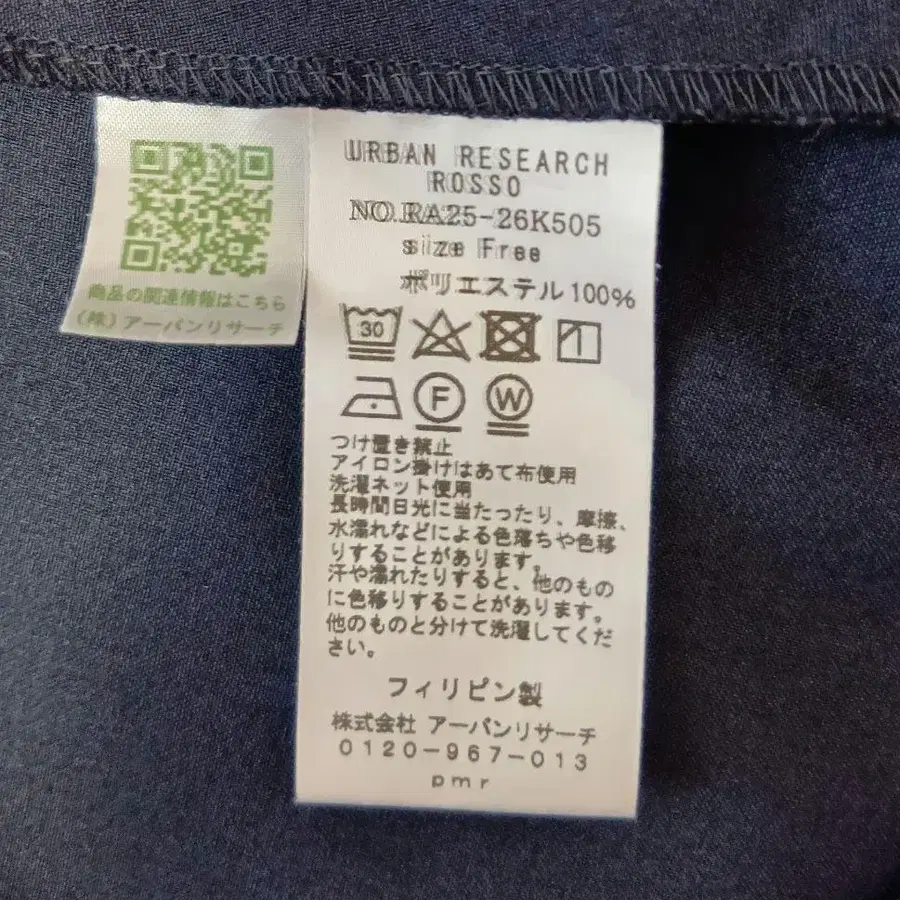 商品の関連情報はこちら
(株)アーバンリサーチ
URBAN RESEARCH
ROSSO
NO.RA25-26K505
size Free
ポリエステル100%
30
F
W
つけ置き禁止
アイロン掛けはあて布使用
洗濯ネット使用
長時間日光に当たったり、摩擦、
水濡れなどによる色落ちや色移
りすることがあります。
汗や濡れたりすると、他のもの
に色移りすることがあります。
他のものと分けて洗濯してくだ
さい。
フィリピン製
株式会社 アーバンリサーチ
0120-967-013
pmr